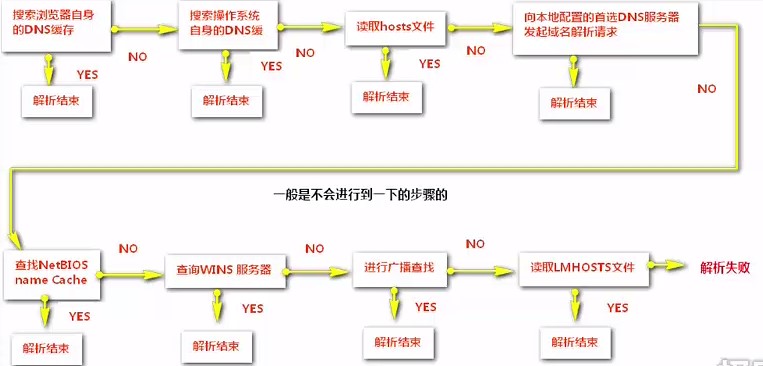 搜索浏览器自身
的DNS缓存
NO
YES
解析结束
搜索操作系统
自身的DNS缓
NO
YES
解析结束
读取hosts文件
NO
YES
解析结束
向本地配置的首选DNS服务器
发起域名解析请求
NO
YES
解析结束
一般是不会进行到一下的步骤的
查找NetBIOS
name Cache
NO
YES
解析结束
查询WINS 服务器
NO
YES
解析结束
进行广播查找
NO
YES
解析结束
读取LMHOSTS文件
YES
解析结束
解析失败